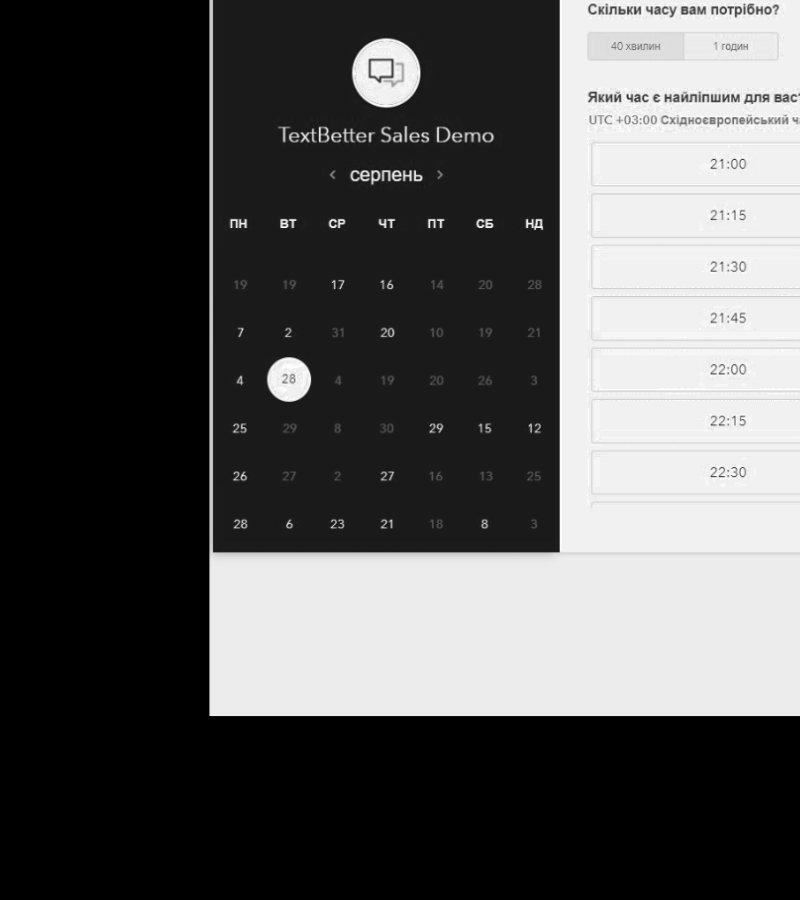 TextBetter Sales Demo
серпень
ПН ВТ СР ЧТ ПТ СБ НД
19 19 17 16 14 20 28
7 2 31 20 10 19 21
4 28 4 19 20 26 3
25 29 8 30 29 15 12
26 27 2 27 16 13 25
28 6 23 21 18 8 3
Скільки часу вам потрібно?
40 хвилин 1 годин
Який час є найліпшим для вас
UTC +03:00 Східноєвропейський
21:00
21:15
21:30
21:45
22:00
22:15
22:30